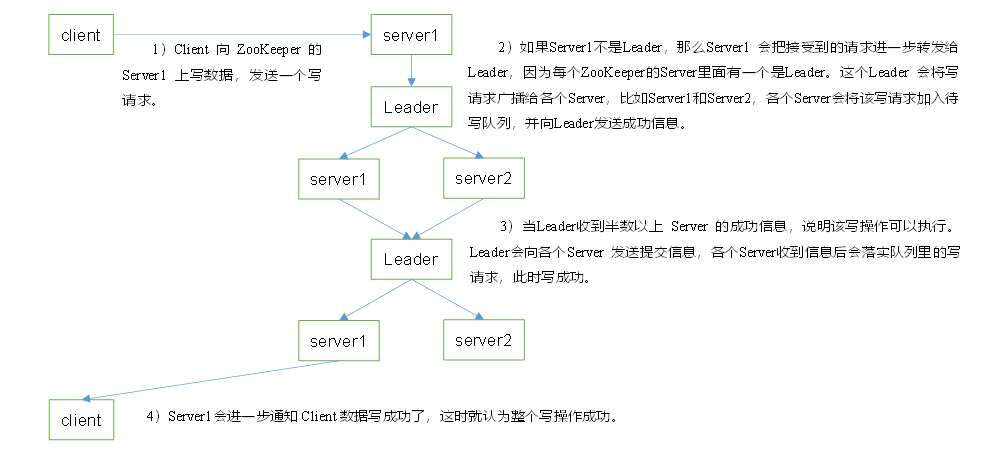 client
server1
1）Client 向 ZooKeeper 的
Server1 上写数据，发送一个写
请求。
2）如果Server1不是Leader，那么Server1 会把接受到的请求进一步转发给
Leader，因为每个ZooKeeper的Server里面有一个是Leader。这个Leader 会将写
请求广播给各个Server，比如Server1和Server2，各个Server会将该写请求加入待
写队列，并向Leader发送成功信息。
Leader
server1
server2
3）当Leader收到半数以上 Server 的成功信息，说明该写操作可以执行。
Leader会向各个Server 发送提交信息，各个Server收到信息后会落实队列里的写
请求，此时写成功。
Leader
server1
server2
client
4）Server1会进一步通知 Client 数据写成功了，这时就认为整个写操作成功。